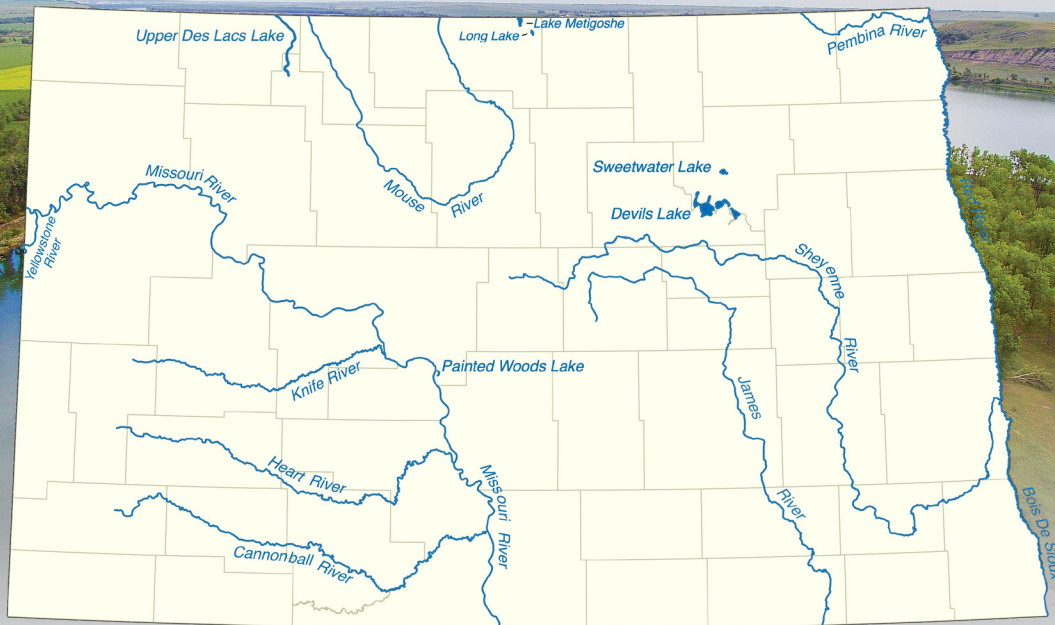 Upper Des Lacs Lake
Lake Metigoshe
Long Lake
Pembina River
Missouri River
Mouse
River
Sweetwater Lake
Devils Lake
Red River
Yellowstone
River
Sheyenne
River
Painted Woods Lake
Knife River
James
River
Heart River
Missouri River
Cannonball River
Bois De Sioux